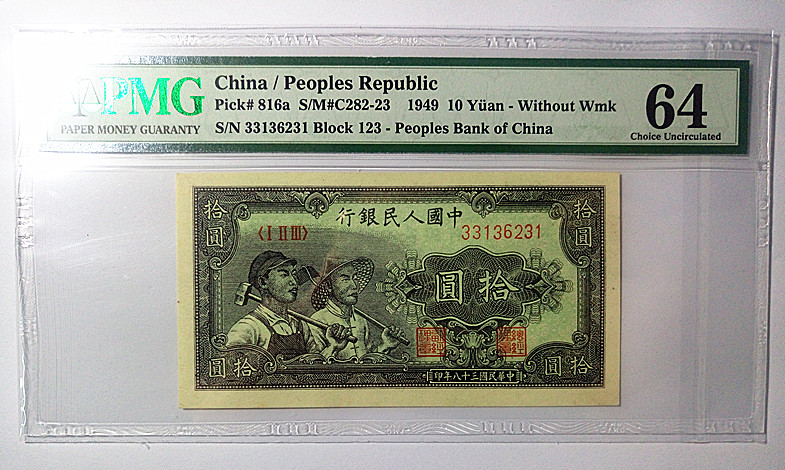 China / Peoples Republic
PMG
Pick# 816a S/M#C282-23 1949 10 Yüan - Without Wmk
64
PAPER MONEY GUARANTY
S/N 33136231 Block 123 - Peoples Bank of China
Choice Uncirculated
拾圓
行銀民人國中
拾圓
〈I II III〉
33136231
圓拾
拾圓
印年八十三國民華中
拾圓